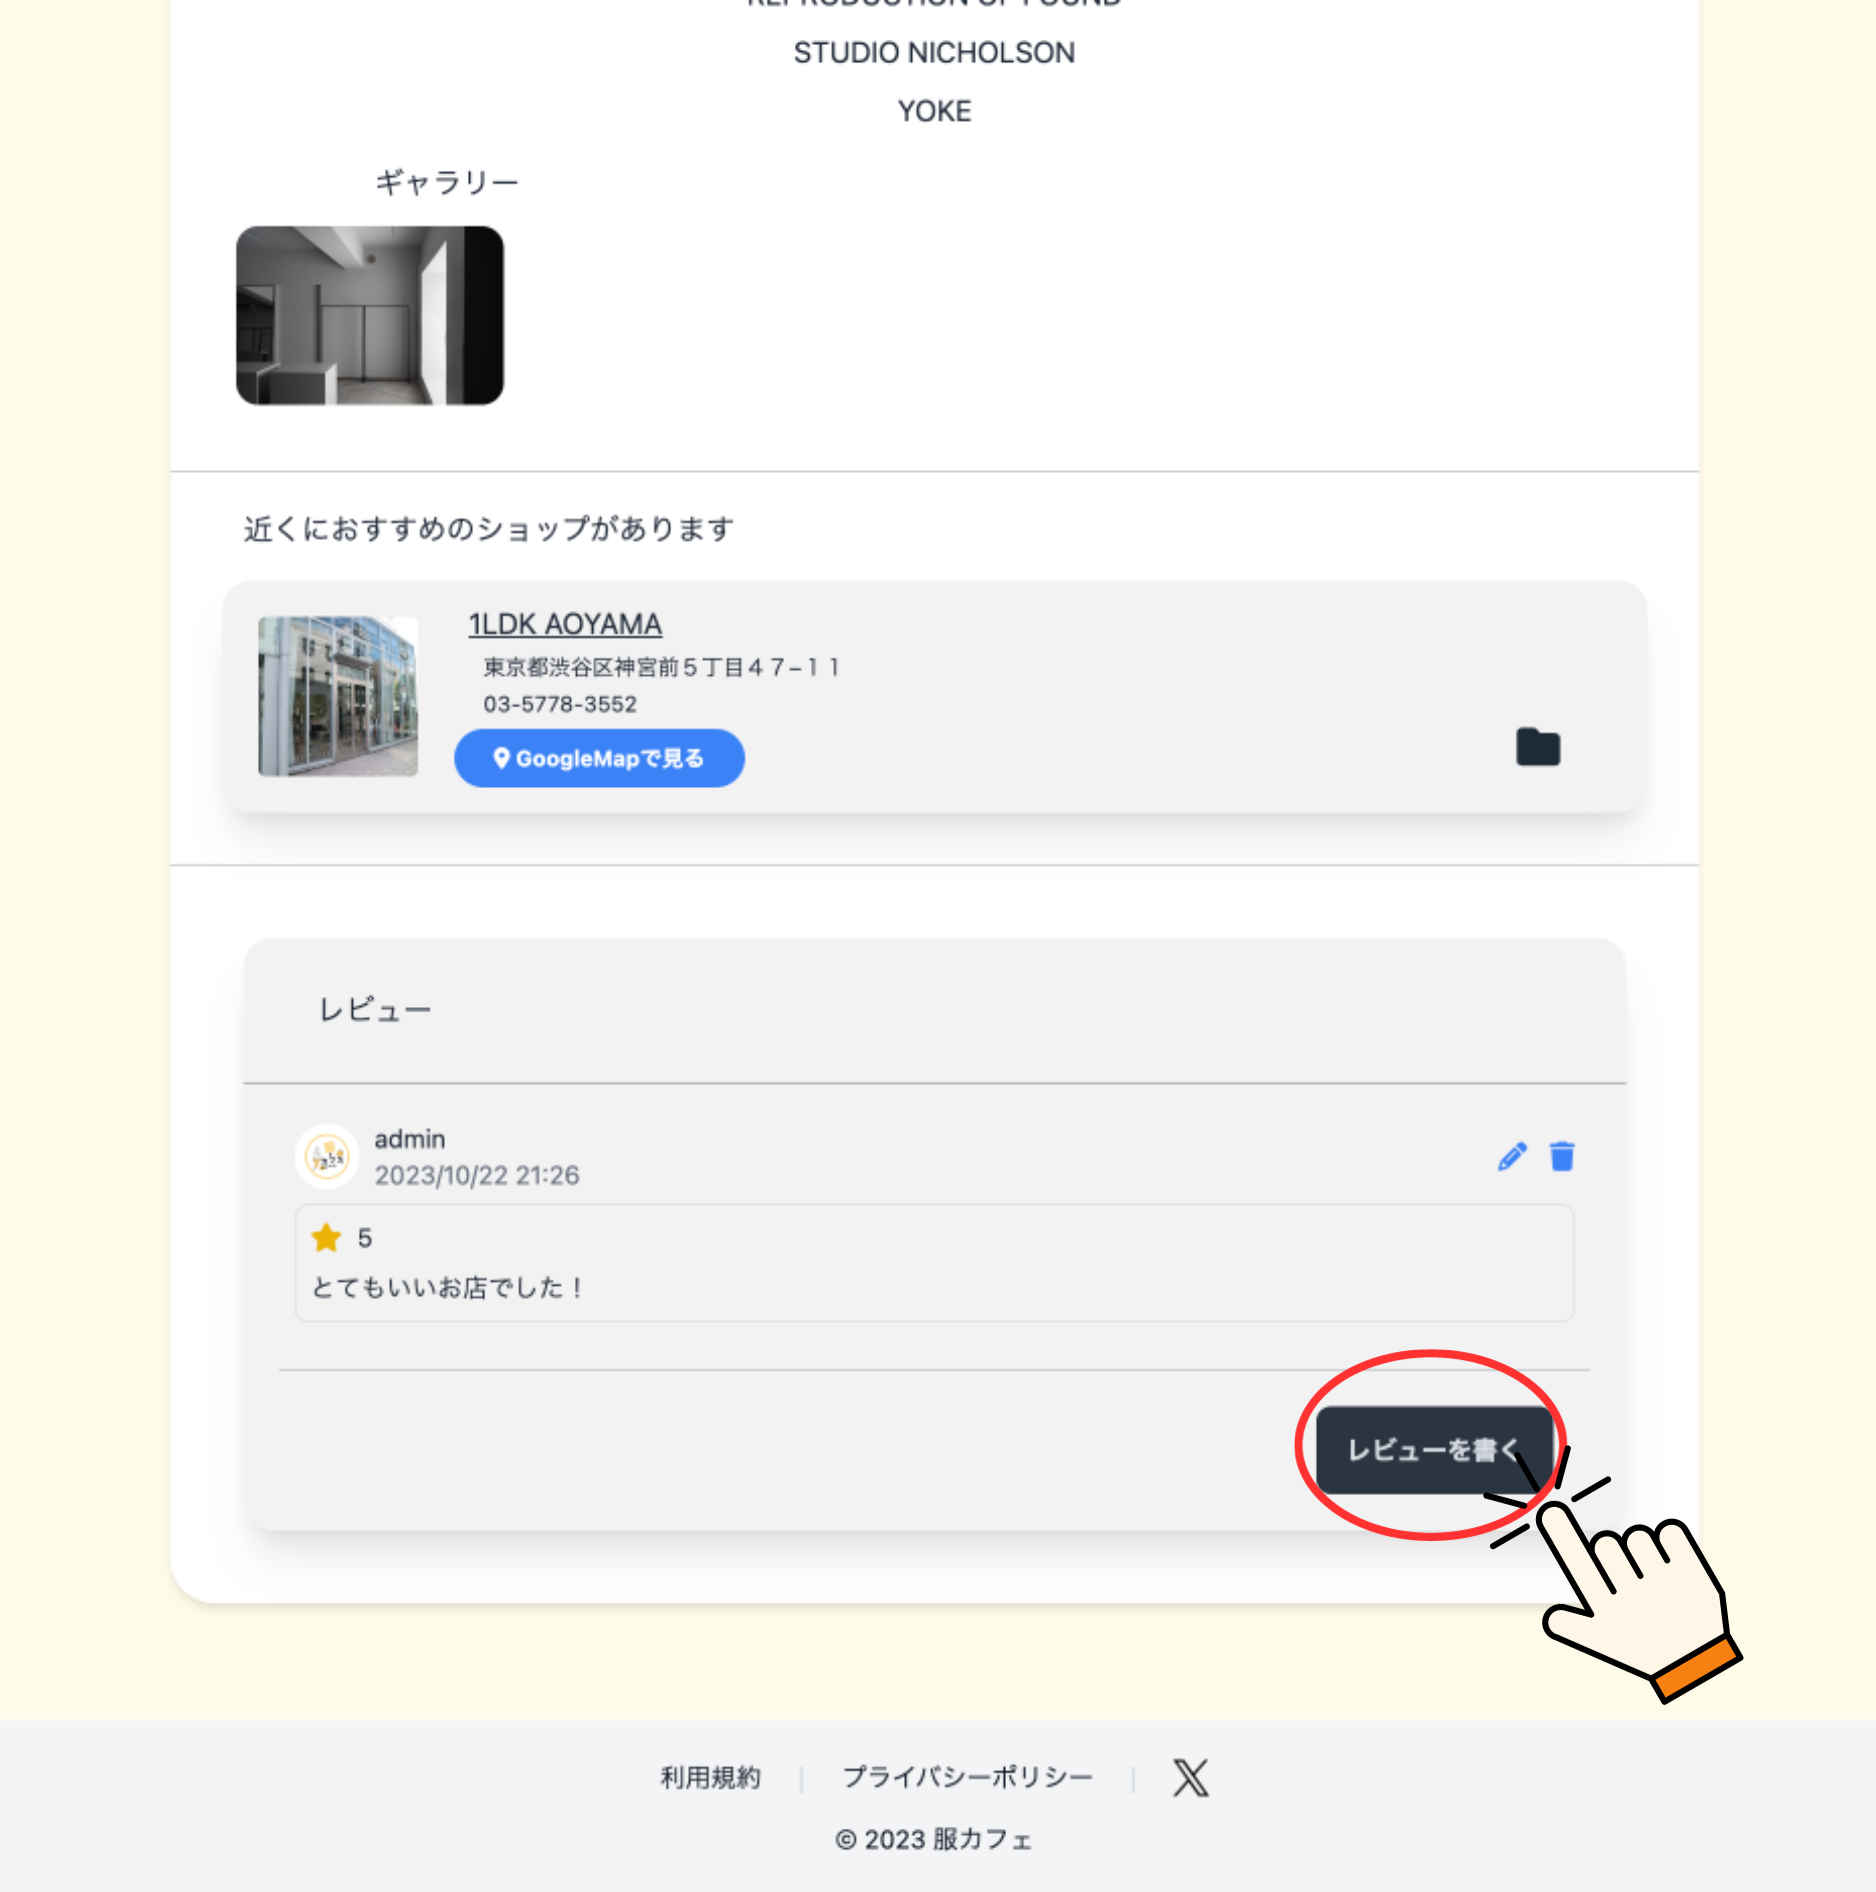 REPRODUCTION OF FOUND
STUDIO NICHOLSON
YOKE
ギャラリー
近くにおすすめのショップがあります
1LDK AOYAMA
東京都渋谷区神宮前５丁目４７−１１
03-5778-3552
GoogleMapで見る
レビュー
admin
2023/10/22 21:26
5
とてもいいお店でした！
レビューを書く
利用規約
プライバシーポリシー
© 2023 服カフェ